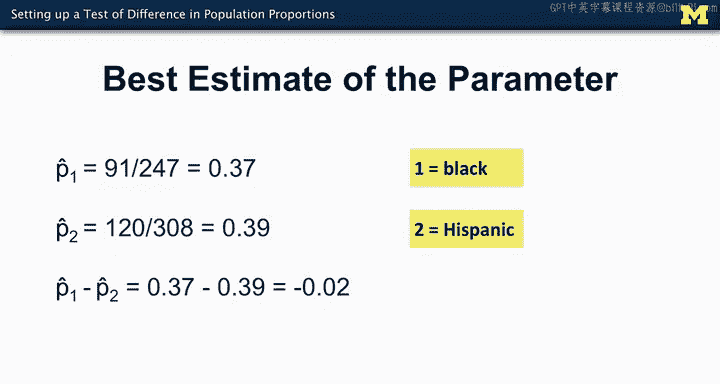 Setting up a Test of Difference in Population Proportions
Best Estimate of the Parameter
p̂₁ = 91/247 = 0.37
1 = black
p̂₂ = 120/308 = 0.39
2 = Hispanic
p̂₁ - p̂₂ = 0.37 - 0.39 = -0.02